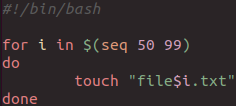 #!/bin/bash
for i in $(seq 50 99)
do
        touch "file$i.txt"
done